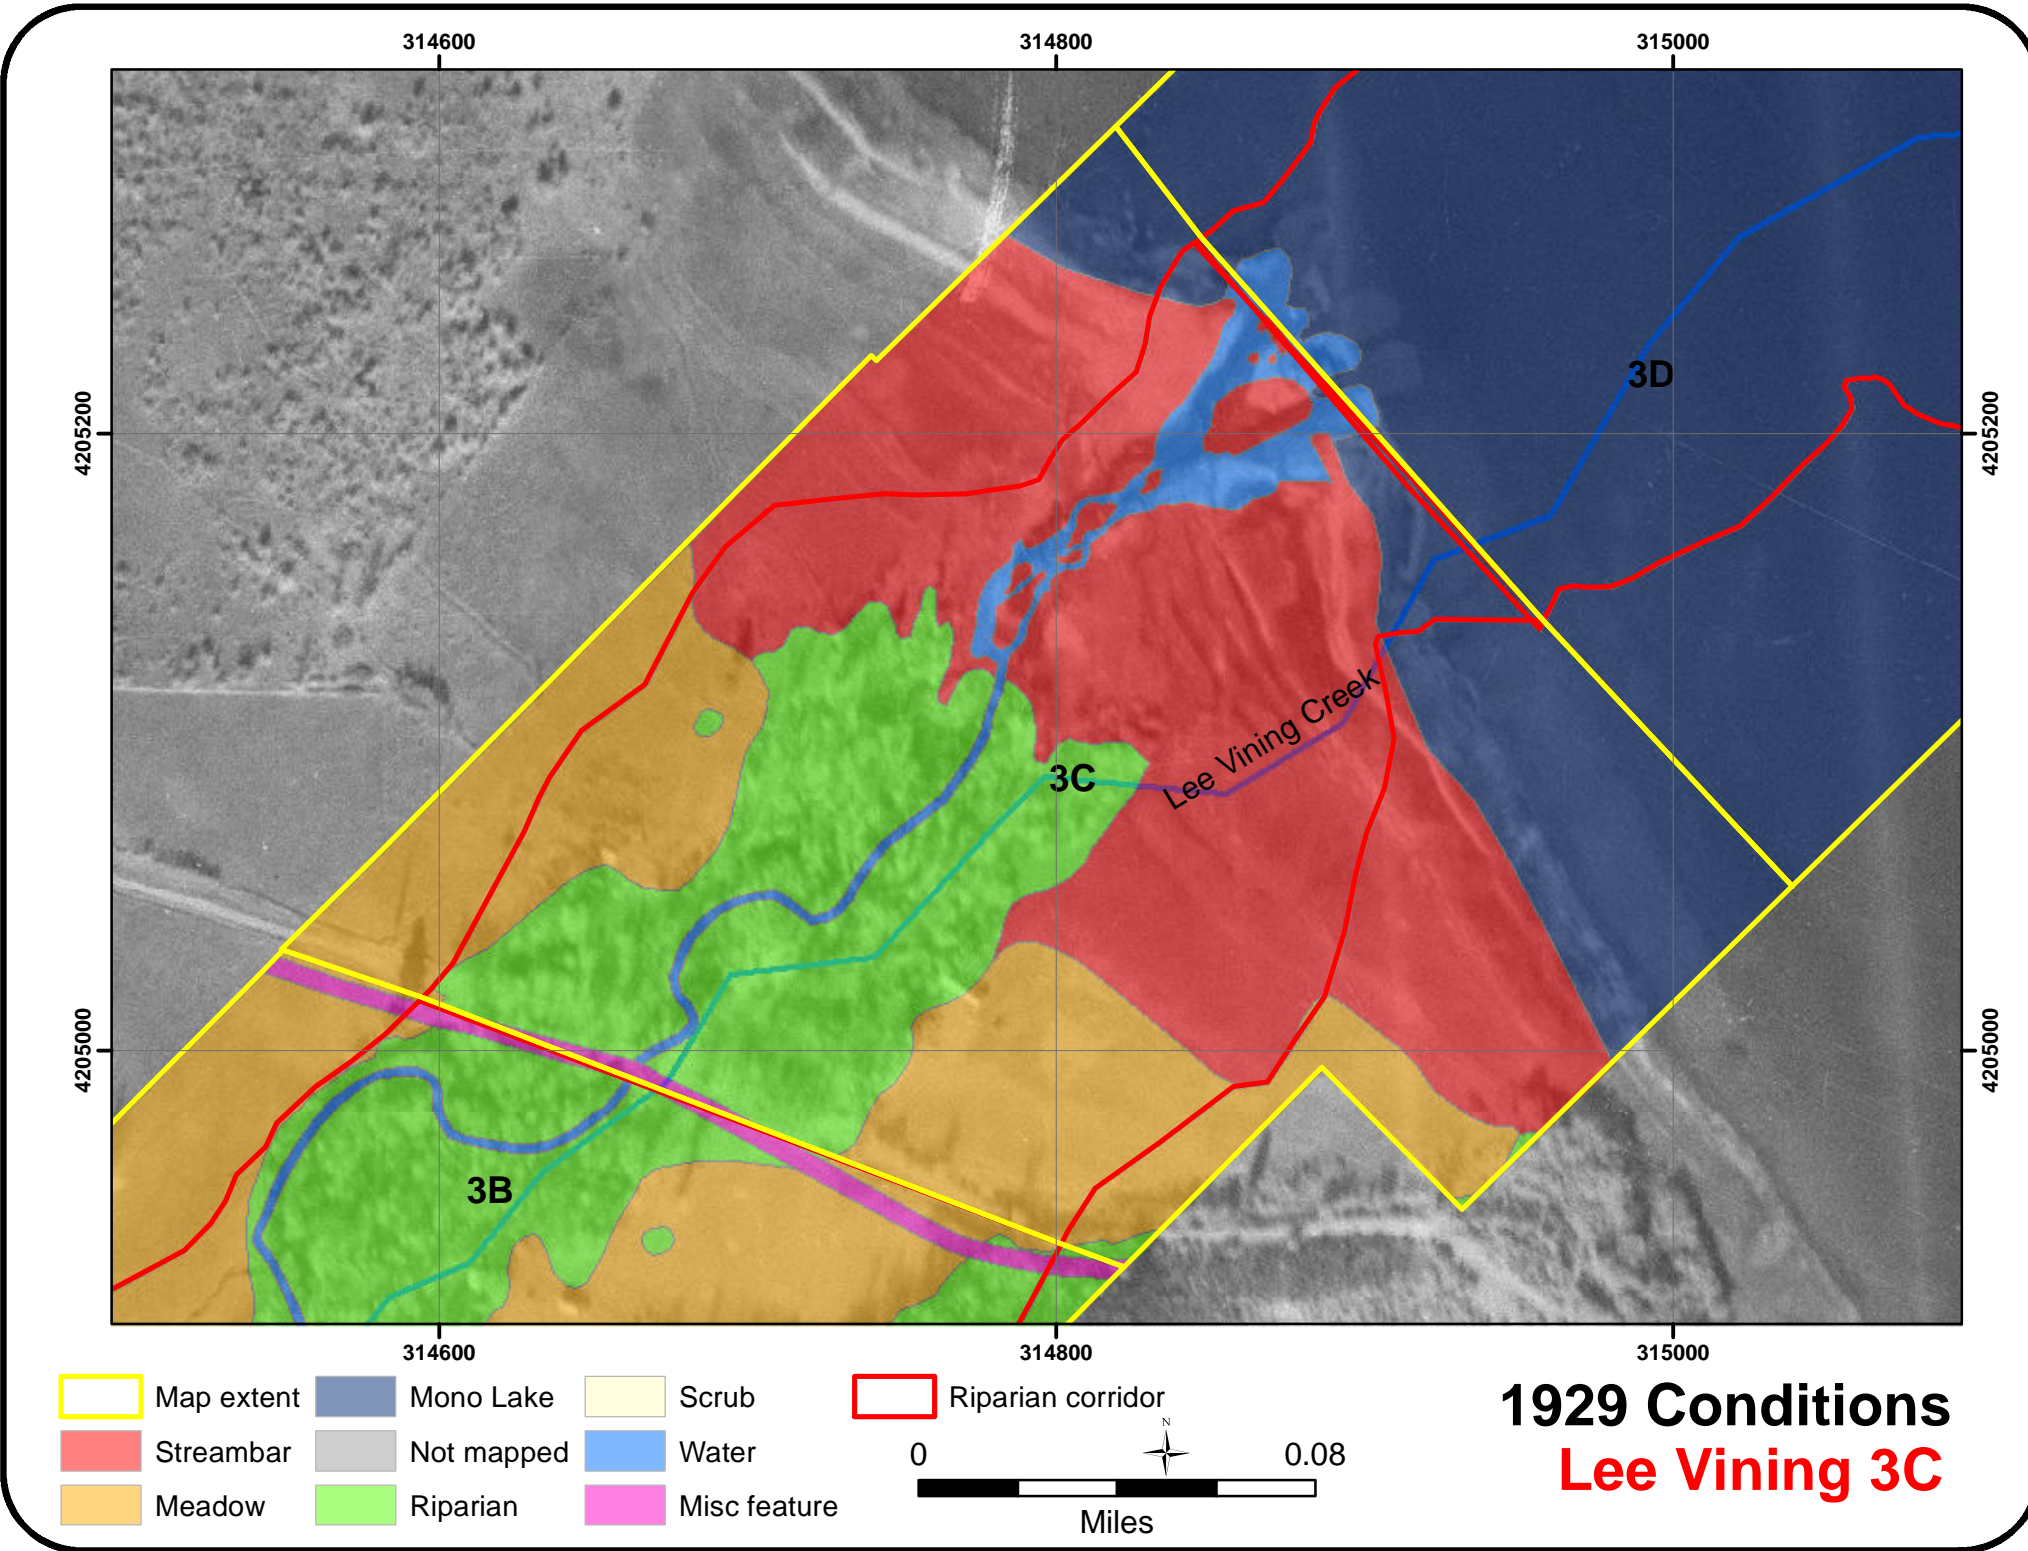 314600
314800
315000
4205200
4205200
3D
Lee Vining Creek
3C
4205000
4205000
3B
314600
314800
315000
Map extent
Mono Lake
Scrub
Riparian corridor
Streambar
Not mapped
Water
Meadow
Riparian
Misc feature
N
0
0.08
Miles
1929 Conditions
Lee Vining 3C